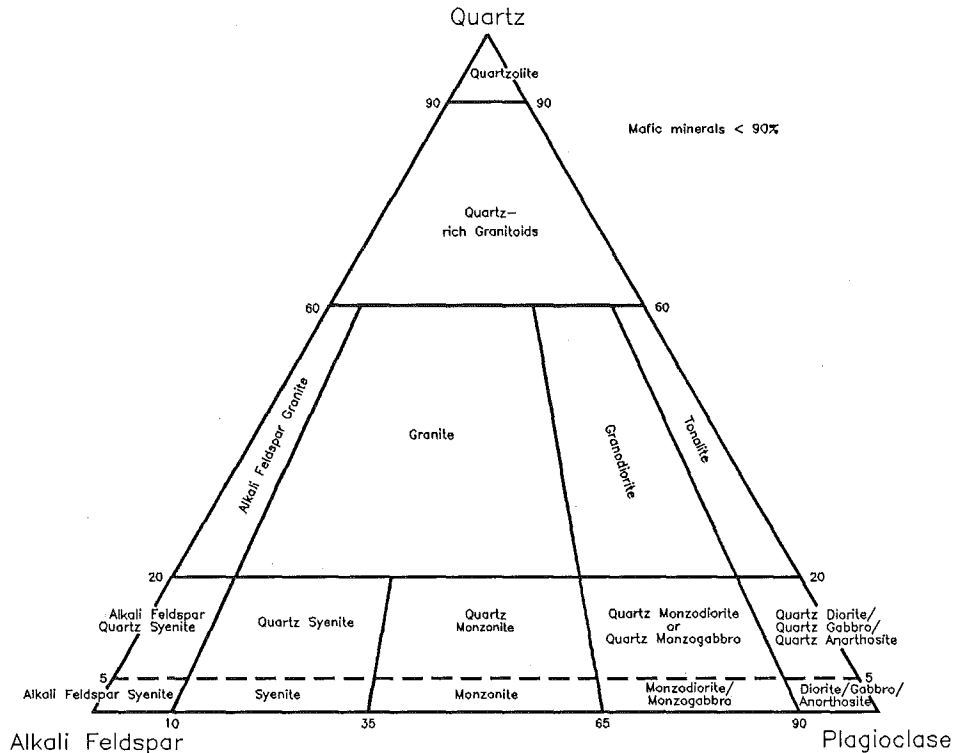 Quartz
Quartzolite
90
90
Mafic minerals < 90%
Quartz-
rich Granitoids
60
60
Alkali Feldspar Granite
Granite
Granodiorite
Tonalite
20
20
Alkali Feldspar
Quartz Syenite
Quartz Syenite
Quartz
Monzonite
Quartz Monzodiorite
or
Quartz Monzogabbro
Quartz Diorite/
Quartz Gabbro/
Quartz Anarthosite
5
5
Alkali Feldspar Syenite
Syenite
Monzonite
Monzodiorite/
Monzogabbro
Diorite/Gabbro/
Anorthosite
10
35
65
90
Alkali Feldspar
Plagioclase